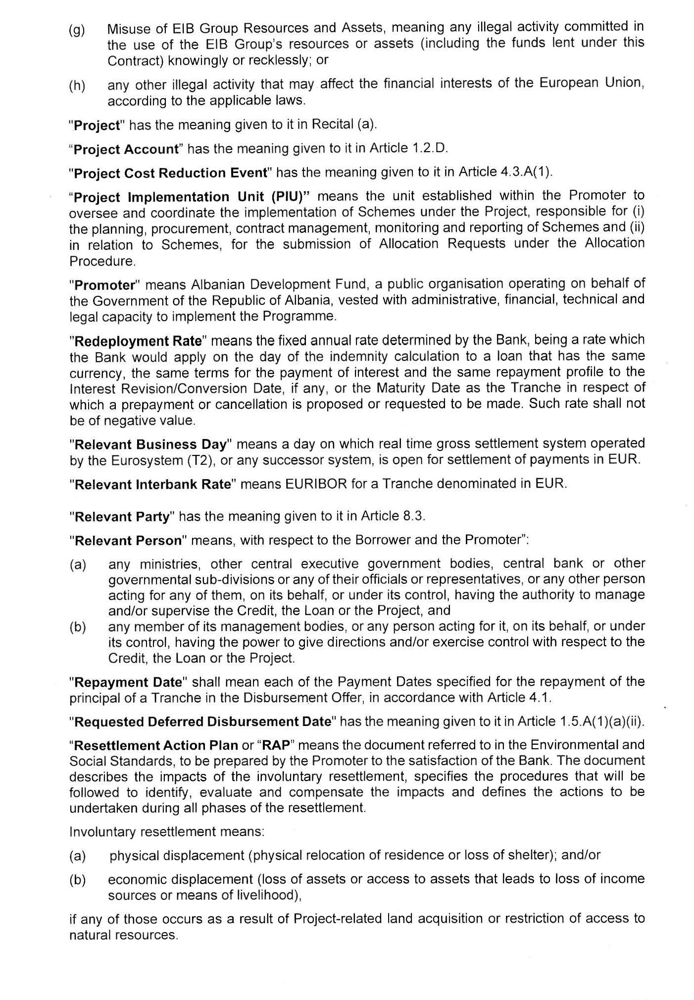 (g) Misuse of EIB Group Resources and Assets, meaning any illegal activity committed in
the use of the EIB Group's resources or assets (including the funds lent under this
Contract) knowingly or recklessly; or
(h) any other illegal activity that may affect the financial interests of the European Union,
according to the applicable laws.
"Project" has the meaning given to it in Recital (a).
“Project Account” has the meaning given to it in Article 1.2.D.
"Project Cost Reduction Event" has the meaning given to it in Article 4.3.A(1).
“Project Implementation Unit (PIU)” means the unit established within the Promoter to
oversee and coordinate the implementation of Schemes under the Project, responsible for (i)
the planning, procurement, contract management, monitoring and reporting of Schemes and (ii)
in relation to Schemes, for the submission of Allocation Requests under the Allocation
Procedure.
"Promoter" means Albanian Development Fund, a public organisation operating on behalf of
the Government of the Republic of Albania, vested with administrative, financial, technical and
legal capacity to implement the Programme.
"Redeployment Rate" means the fixed annual rate determined by the Bank, being a rate which
the Bank would apply on the day of the indemnity calculation to a loan that has the same
currency, the same terms for the payment of interest and the same repayment profile to the
Interest Revision/Conversion Date, if any, or the Maturity Date as the Tranche in respect of
which a prepayment or cancellation is proposed or requested to be made. Such rate shall not
be of negative value.
"Relevant Business Day" means a day on which real time gross settlement system operated
by the Eurosystem (T2), or any successor system, is open for settlement of payments in EUR.
"Relevant Interbank Rate" means EURIBOR for a Tranche denominated in EUR.
"Relevant Party" has the meaning given to it in Article 8.3.
"Relevant Person" means, with respect to the Borrower and the Promoter”:
(a) any ministries, other central executive government bodies, central bank or other
governmental sub-divisions or any of their officials or representatives, or any other person
acting for any of them, on its behalf, or under its control, having the authority to manage
and/or supervise the Credit, the Loan or the Project, and
(b) any member of its management bodies, or any person acting for it, on its behalf, or under
its control, having the power to give directions and/or exercise control with respect to the
Credit, the Loan or the Project.
"Repayment Date" shall mean each of the Payment Dates specified for the repayment of the
principal of a Tranche in the Disbursement Offer, in accordance with Article 4.1.
"Requested Deferred Disbursement Date" has the meaning given to it in Article 1.5.A(1)(a)(ii).
“Resettlement Action Plan or “RAP” means the document referred to in the Environmental and
Social Standards, to be prepared by the Promoter to the satisfaction of the Bank. The document
describes the impacts of the involuntary resettlement, specifies the procedures that will be
followed to identify, evaluate and compensate the impacts and defines the actions to be
undertaken during all phases of the resettlement.
Involuntary resettlement means:
(a) physical displacement (physical relocation of residence or loss of shelter); and/or
(b) economic displacement (loss of assets or access to assets that leads to loss of income
sources or means of livelihood),
if any of those occurs as a result of Project-related land acquisition or restriction of access to
natural resources.